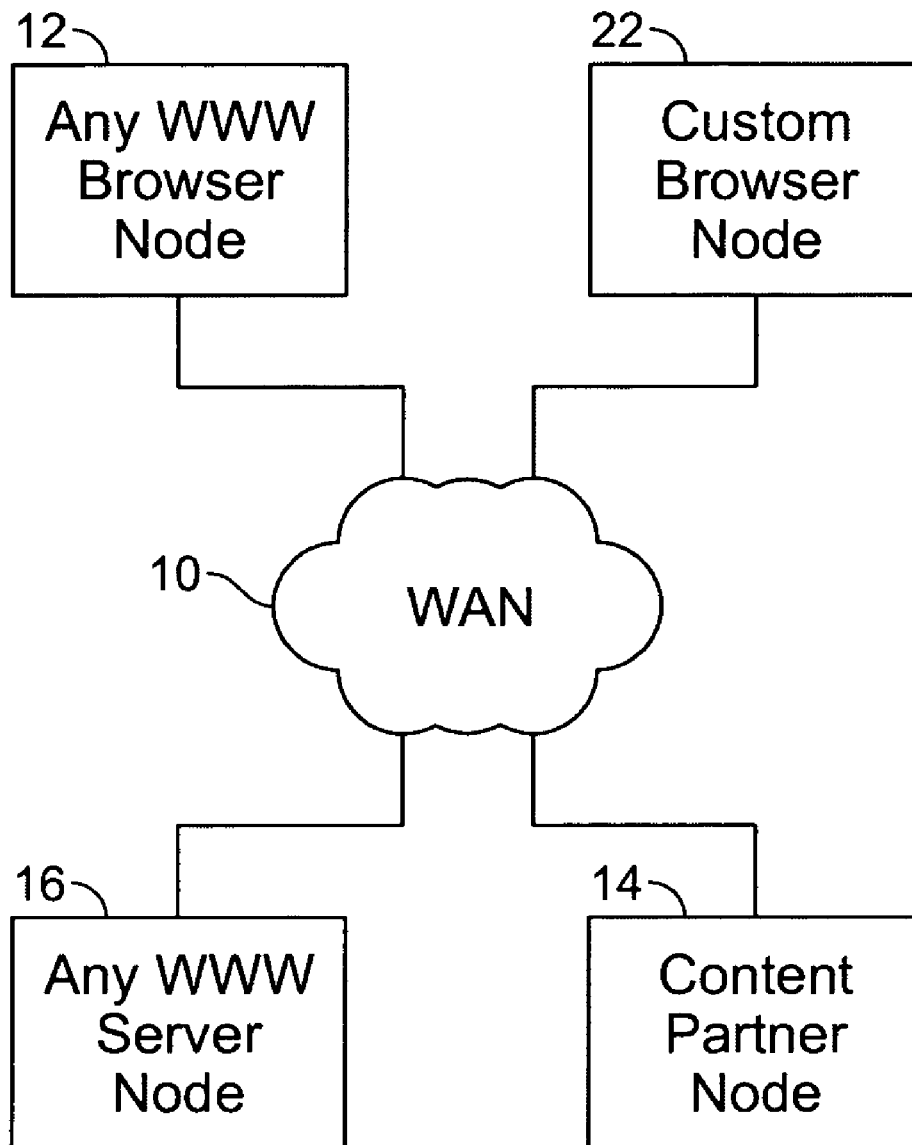 12
Any WWW
Browser
Node
22
Custom
Browser
Node
10
WAN
16
Any WWW
Server
Node
14
Content
Partner
Node